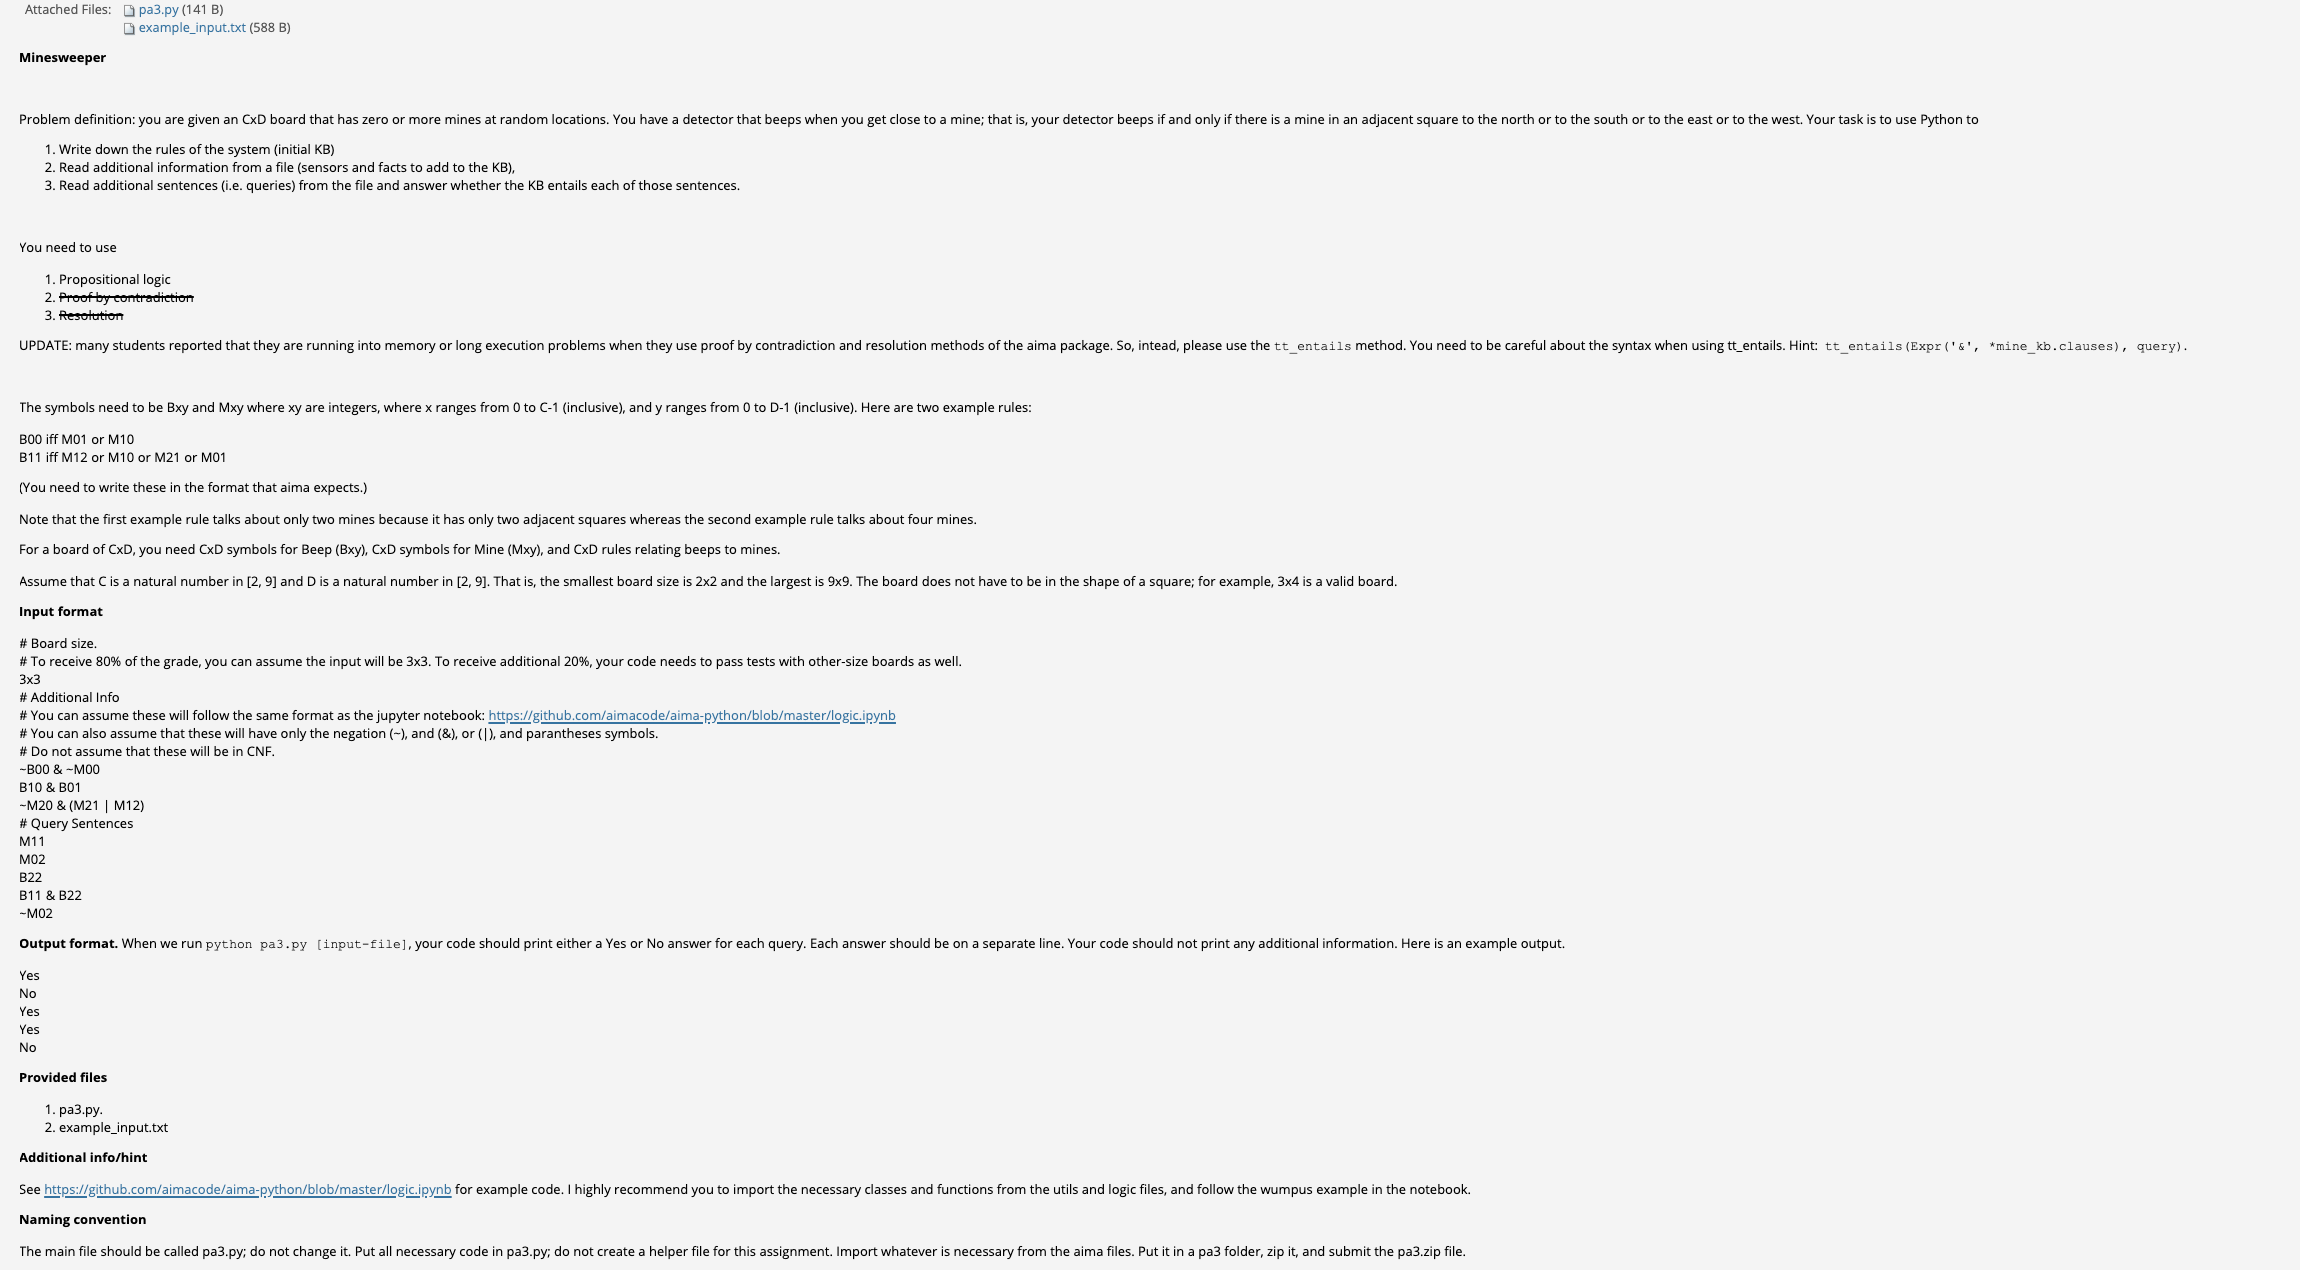 Attached Files: pa3.py (141 B)
example_input.txt (588 B)
Minesweeper
Problem definition: you are given an CxD board that has zero or more mines at random locations. You have a detector that beeps when you get close to a mine; that is, your detector beeps if and only if there is a mine in an adjacent square to the north or to the south or to the east or to the west. Your task is to use Python to
1. Write down the rules of the system (initial KB)
2. Read additional information from a file (sensors and facts to add to the KB),
3. Read additional sentences (i.e. queries) from the file and answer whether the KB entails each of those sentences.
You need to use
1. Propositional logic
2. Proof by contradiction
3. Resolution
UPDATE: many students reported that they are running into memory or long execution problems when they use proof by contradiction and resolution methods of the aima package. So, intead, please use the tt_entails method. You need to be careful about the syntax when using tt_entails. Hint: tt_entails(Expr('&', *mine_kb.clauses), query).
The symbols need to be Bxy and Mxy where xy are integers, where x ranges from 0 to C-1 (inclusive), and y ranges from 0 to D-1 (inclusive). Here are two example rules:
B00 iff M01 or M10
B11 iff M12 or M10 or M21 or M01
(You need to write these in the format that aima expects.)
Note that the first example rule talks about only two mines because it has only two adjacent squares whereas the second example rule talks about four mines.
For a board of CxD, you need CxD symbols for Beep (Bxy), CxD symbols for Mine (Mxy), and CxD rules relating beeps to mines.
Assume that C is a natural number in [2, 9] and D is a natural number in [2, 9]. That is, the smallest board size is 2x2 and the largest is 9x9. The board does not have to be in the shape of a square; for example, 3x4 is a valid board.
Input format
# Board size.
# To receive 80% of the grade, you can assume the input will be 3x3. To receive additional 20%, your code needs to pass tests with other-size boards as well.
3x3
# Additional Info
# You can assume these will follow the same format as the jupyter notebook: https://github.com/aimacode/aima-python/blob/master/logic.ipynb
# You can also assume that these will have only the negation (~), and (&), or (|), and parantheses symbols.
# Do not assume that these will be in CNF.
~B00 & ~M00
B10 & B01
~M20 & (M21 | M12)
# Query Sentences
M11
M02
B22
B11 & B22
~M02
Output format. When we run python pa3.py [input-file], your code should print either a Yes or No answer for each query. Each answer should be on a separate line. Your code should not print any additional information. Here is an example output.
Yes
No
Yes
Yes
No
Provided files
1. pa3.py.
2. example_input.txt
Additional info/hint
See https://github.com/aimacode/aima-python/blob/master/logic.ipynb for example code. I highly recommend you to import the necessary classes and functions from the utils and logic files, and follow the wumpus example in the notebook.
Naming convention
The main file should be called pa3.py; do not change it. Put all necessary code in pa3.py; do not create a helper file for this assignment. Import whatever is necessary from the aima files. Put it in a pa3 folder, zip it, and submit the pa3.zip file.